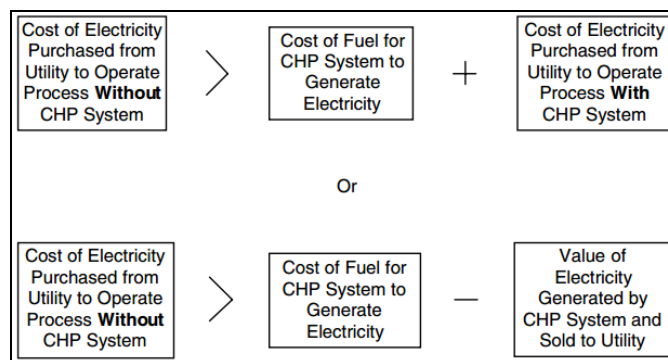 Cost of Electricity
Purchased from
Utility to Operate
Process Without
CHP System
>
Cost of Fuel for
CHP System to
Generate
Electricity
+
Cost of Electricity
Purchased from
Utility to Operate
Process With
CHP System
Or
Cost of Electricity
Purchased from
Utility to Operate
Process Without
CHP System
>
Cost of Fuel for
CHP System to
Generate
Electricity
−
Value of
Electricity
Generated by
CHP System and
Sold to Utility